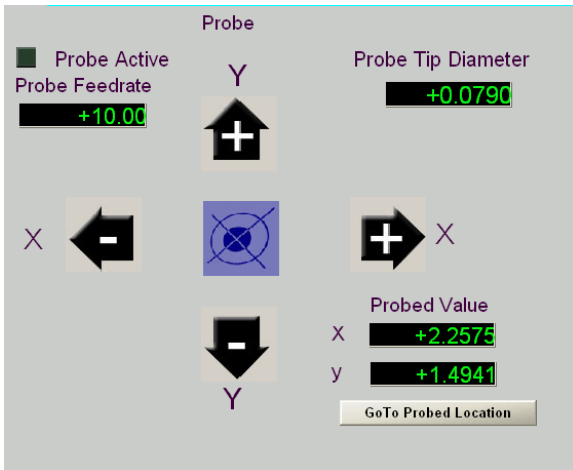 Probe
Probe Active
Probe Feedrate
+10.00
Y
Probe Tip Diameter
+0.0790
+
X
-
+
X
-
Y
Probed Value
X
+2.2575
y
+1.4941
GoTo Probed Location